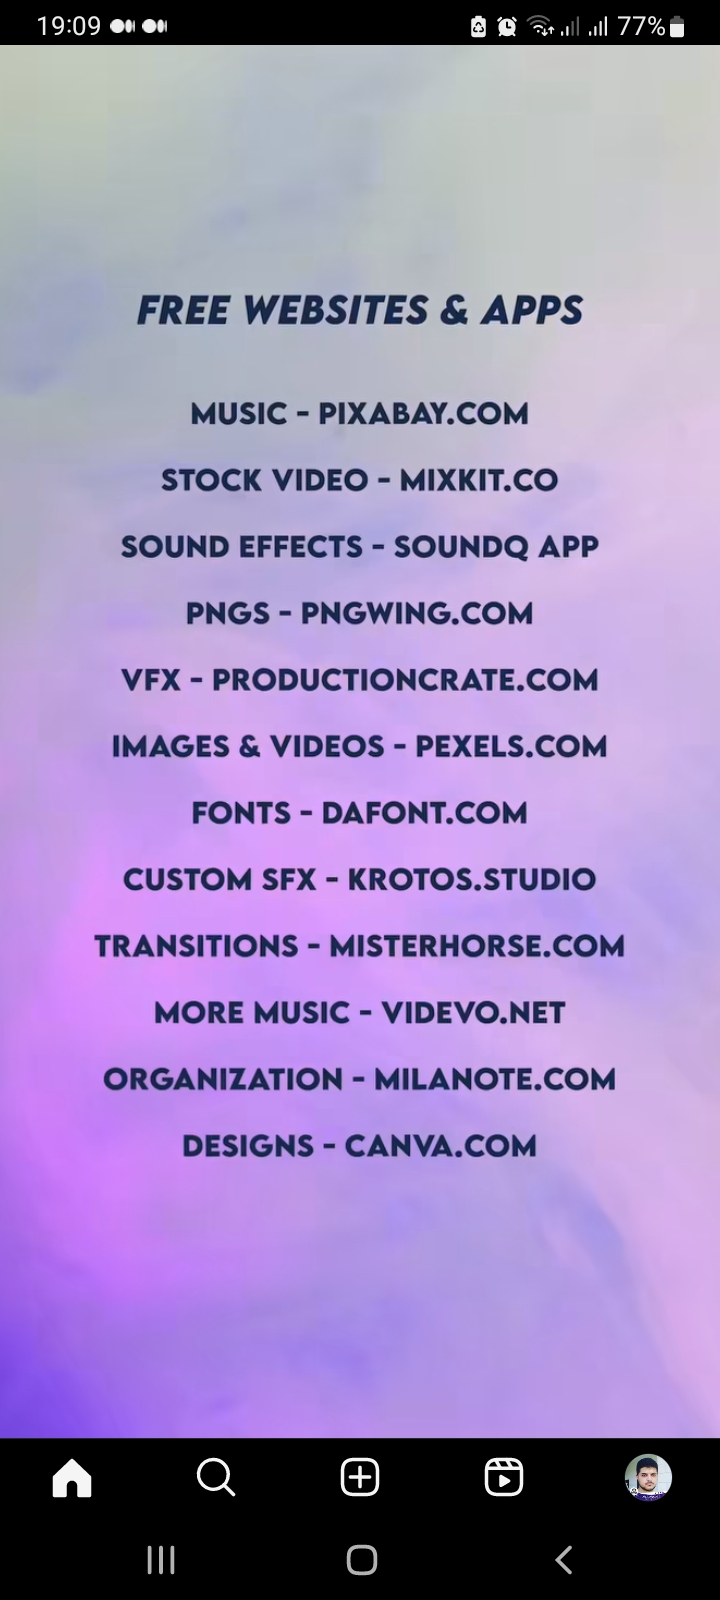 19:09
77%
FREE WEBSITES & APPS
MUSIC - PIXABAY.COM
STOCK VIDEO - MIXKIT.CO
SOUND EFFECTS - SOUNDQ APP
PNGS - PNGWING.COM
VFX - PRODUCTIONCRATE.COM
IMAGES & VIDEOS - PEXELS.COM
FONTS - DAFONT.COM
CUSTOM SFX - KROTOS.STUDIO
TRANSITIONS - MISTERHORSE.COM
MORE MUSIC - VIDEVO.NET
ORGANIZATION - MILANOTE.COM
DESIGNS - CANVA.COM